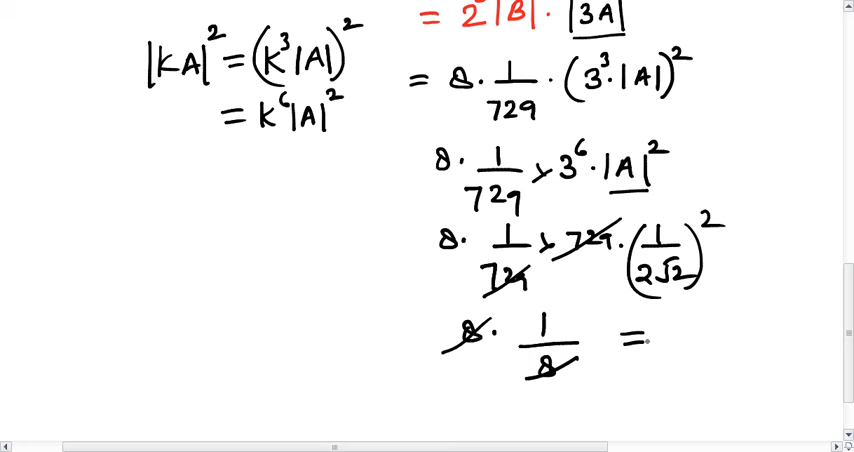 = 2³ |B| · |3A|
|KA|² = (K³ |A|)²
= K⁶ |A|²
= 8 · 1/729 · (3³ · |A|)²
8 · 1/729 × 3⁶ · |A|²
8 · 1/729 × 729 · (1/2√2)²
8 · 1/8 =